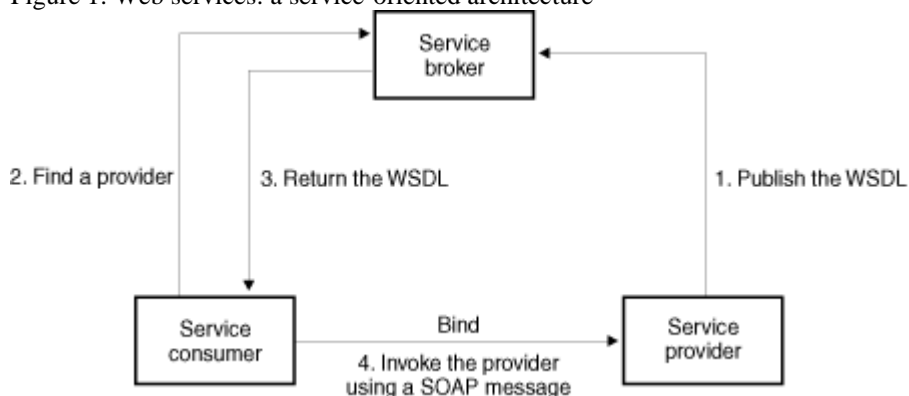 Figure 1. Web services: a service-oriented architecture
Service
broker
2. Find a provider
3. Return the WSDL
1. Publish the WSDL
Service
consumer
Bind
4. Invoke the provider
using a SOAP message
Service
provider